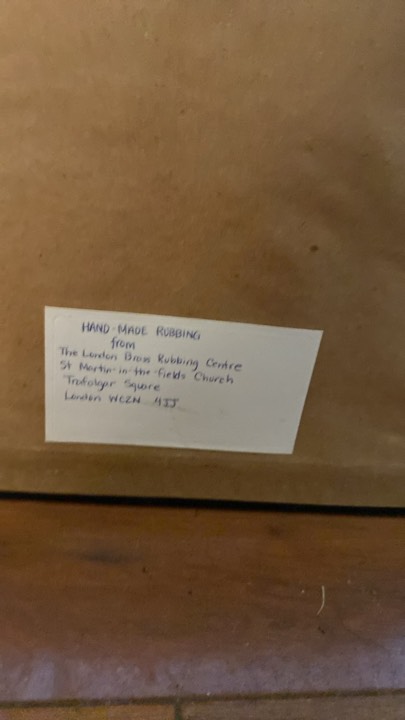 HAND-MADE RUBBING
from
The London Brass Rubbing Centre
St Martin-in-the-fields Church
Trafalgar Square
London WC2N 4JJ